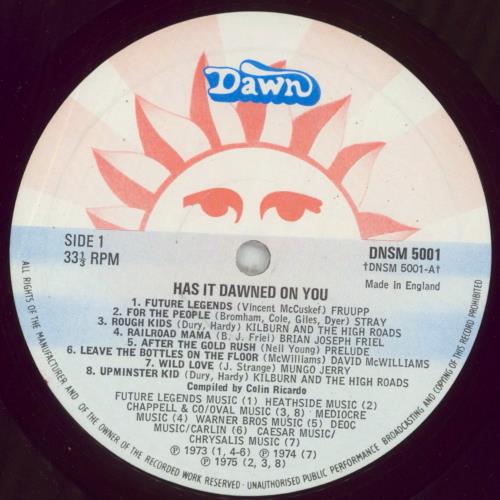 Dawn
SIDE 1
33⅓ RPM
DNSM 5001
†DNSM 5001-A†
Made in England
HAS IT DAWNED ON YOU
1. FUTURE LEGENDS (Vincent McCuskef) FRUUPP
2. FOR THE PEOPLE (Bromham, Cole, Giles, Dyer) STRAY
3. ROUGH KIDS (Dury, Hardy) KILBURN AND THE HIGH ROADS
4. RAILROAD MAMA (B. J. Friel) BRIAN JOSEPH FRIEL
5. AFTER THE GOLD RUSH (Neil Young) PRELUDE
6. LEAVE THE BOTTLES ON THE FLOOR (McWilliams) DAVID McWILLIAMS
7. WILD LOVE (J. Strange) MUNGO JERRY
8. UPMINSTER KID (Dury, Hardy) KILBURN AND THE HIGH ROADS
Compiled by Colin Ricardo
FUTURE LEGENDS MUSIC (1) HEATHSIDE MUSIC (2)
CHAPPELL & CO/OVAL MUSIC (3, 8) · MEDIOCRE
MUSIC (4) WARNER BROS MUSIC (5) DEOC
MUSIC/CARLIN (6) CAESAR MUSIC/
CHRYSALIS MUSIC (7)
℗ 1973 (1, 4-6) ℗ 1974 (7)
℗ 1975 (2, 3, 8)
ALL RIGHTS OF THE MANUFACTURER AND OF THE OWNER OF THE RECORDED WORK RESERVED · UNAUTHORISED PUBLIC PERFORMANCE BROADCASTING AND COPYING OF THIS RECORD PROHIBITED